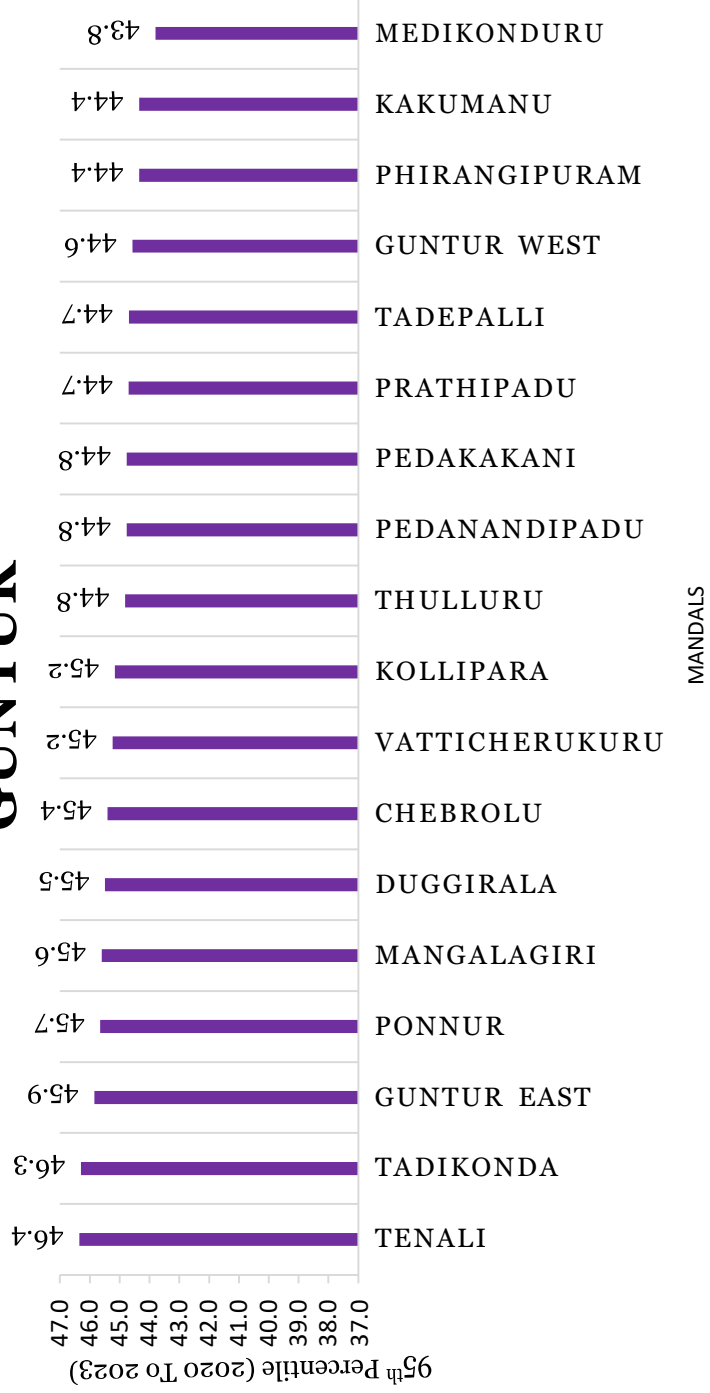 GUNTUR
95th Percentile (2020 To 2023)
47.0
46.0
45.0
44.0
43.0
42.0
41.0
40.0
39.0
38.0
37.0
43.8 MEDIKONDURU
44.4 KAKUMANU
44.4 PHIRANGIPURAM
44.6 GUNTUR WEST
44.7 TADEPALLI
44.7 PRATHIPADU
44.8 PEDAKAKANI
44.8 PEDANANDIPADU
44.8 THULLURU
45.2 KOLLIPARA
45.2 VATTICHERUKURU
45.4 CHEBROLU
45.5 DUGGIRALA
45.6 MANGALAGIRI
45.7 PONNUR
45.9 GUNTUR EAST
46.3 TADIKONDA
46.4 TENALI
MANDALS